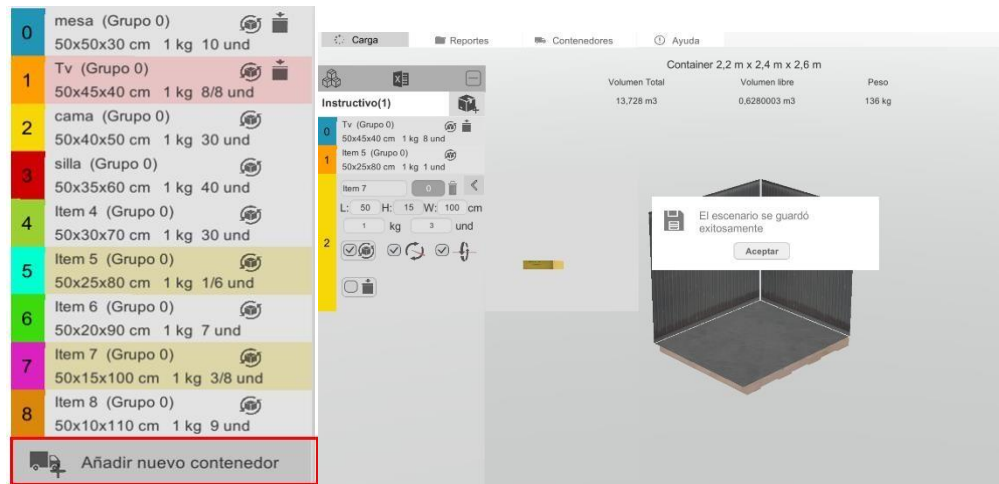 0
mesa (Grupo 0)
50x50x30 cm 1 kg 10 und
1
Tv (Grupo 0)
50x45x40 cm 1 kg 8/8 und
2
cama (Grupo 0)
50x40x50 cm 1 kg 30 und
3
silla (Grupo 0)
50x35x60 cm 1 kg 40 und
4
Item 4 (Grupo 0)
50x30x70 cm 1 kg 30 und
5
Item 5 (Grupo 0)
50x25x80 cm 1 kg 1/6 und
6
Item 6 (Grupo 0)
50x20x90 cm 1 kg 7 und
7
Item 7 (Grupo 0)
50x15x100 cm 1 kg 3/8 und
8
Item 8 (Grupo 0)
50x10x110 cm 1 kg 9 und
Añadir nuevo contenedor
Carga Reportes Contenedores Ayuda
Container 2,2 m x 2,4 m x 2,6 m
Volumen Total Volumen libre Peso
13,728 m3 0,6280003 m3 136 kg
Instructivo(1)
0
Tv (Grupo 0)
50x45x40 cm 1 kg 8 und
1
Item 5 (Grupo 0)
50x25x80 cm 1 kg 1 und
2
Item 7 0 <
L: 50 H: 15 W: 100 cm
1 kg 3 und
El escenario se guardó
exitosamente
Aceptar